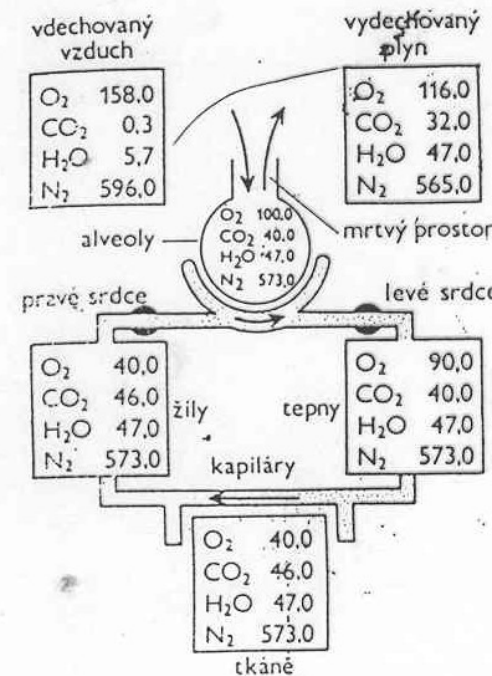 vdechovaný
vzduch
O₂ 158.0
CO₂ 0.3
H₂O 5,7
N₂ 596,0
vydechovaný
plyn
O₂ 116.0
CO₂ 32.0
H₂O 47.0
N₂ 565.0
alveoly
O₂ 100.0
CO₂ 40.0
H₂O 47.0
N₂ 573.0
mrtvý prostor
pravé srdce
levé srdce
O₂ 40,0
CO₂ 46,0
H₂O 47,0
N₂ 573.0
žíly
tepny
O₂ 90,0
CO₂ 40.0
H₂O 47.0
N₂ 573,0
kapiláry
O₂ 40,0
CO₂ 46,0
H₂O 47,0
N₂ 573.0
tkáně